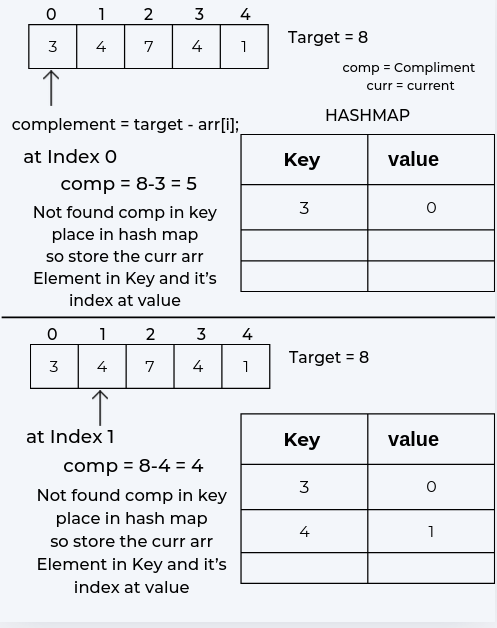 0 1 2 3 4
3 4 7 4 1
Target = 8
comp = Compliment
curr = current
complement = target - arr[i];
HASHMAP
at Index 0
comp = 8-3 = 5
Not found comp in key
place in hash map
so store the curr arr
Element in Key and it's
index at value
Key value
3 0
0 1 2 3 4
3 4 7 4 1
Target = 8
at Index 1
comp = 8-4 = 4
Not found comp in key
place in hash map
so store the curr arr
Element in Key and it's
index at value
Key value
3 0
4 1